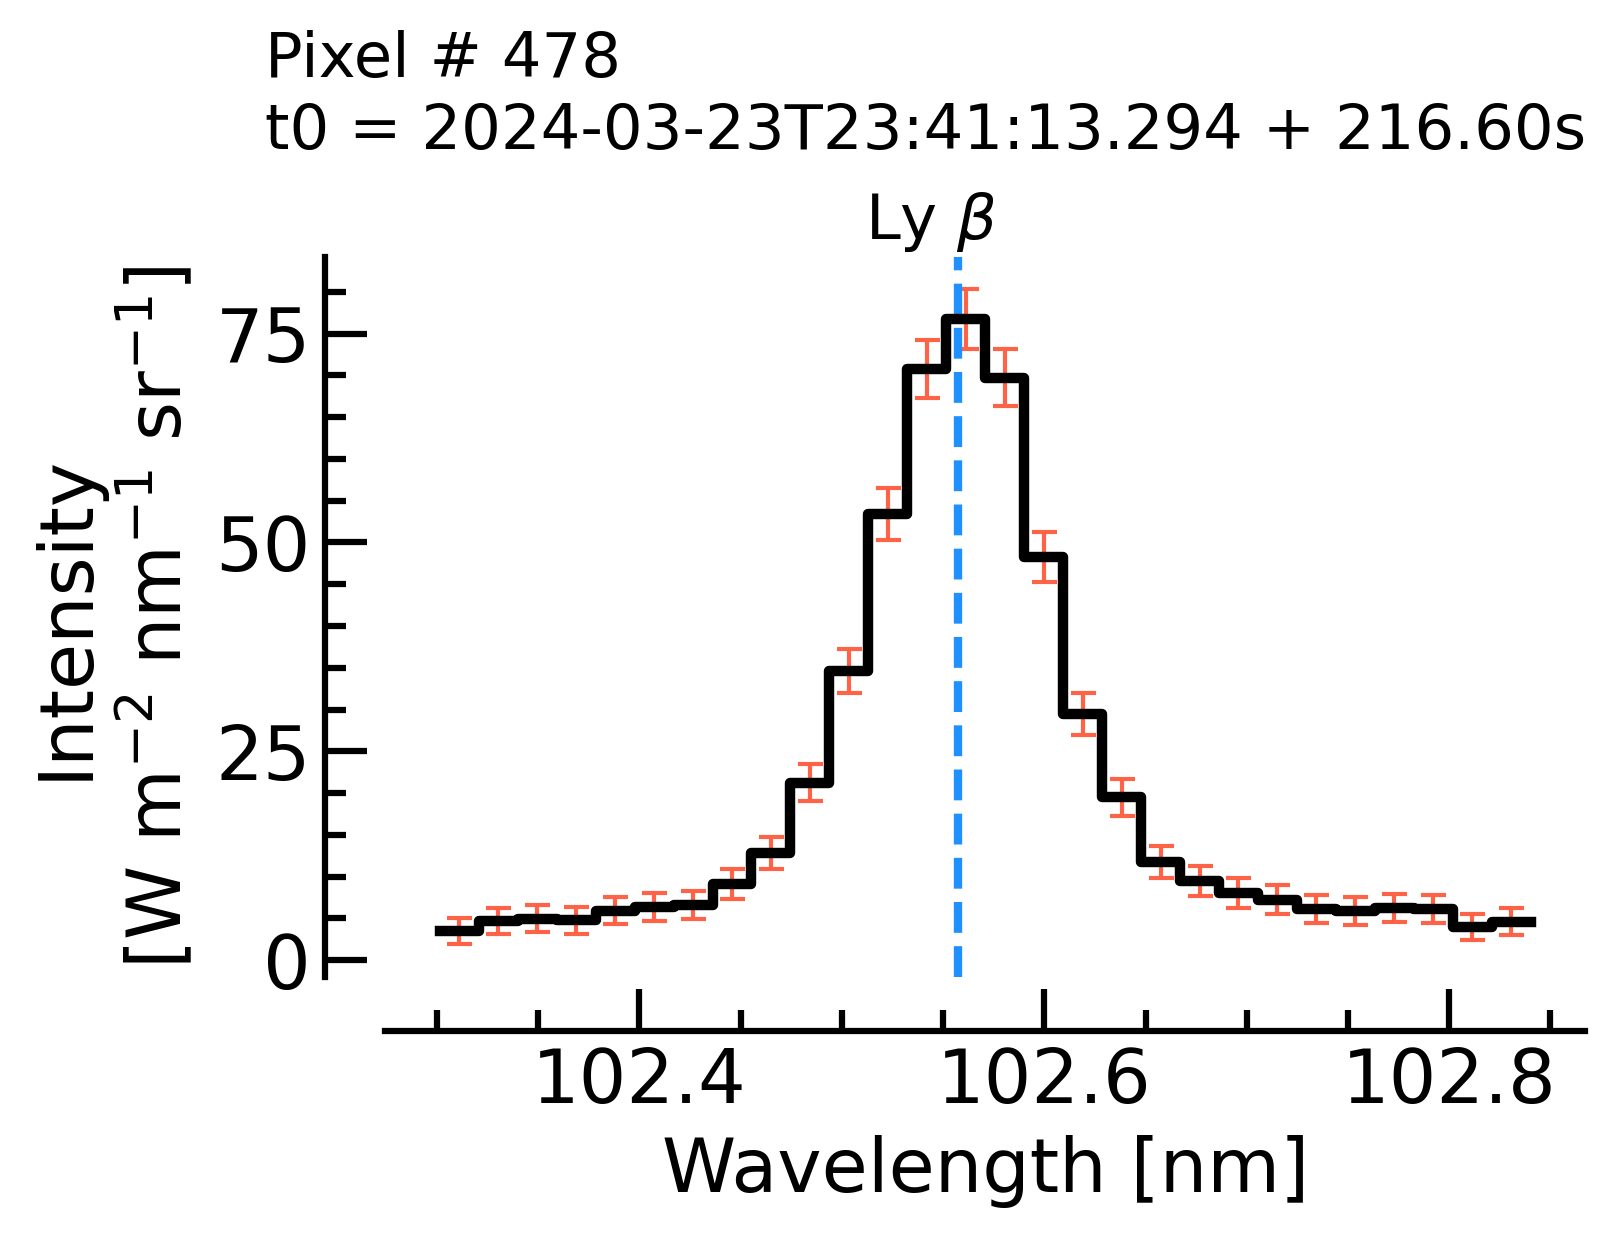 Pixel # 478
t0 = 2024-03-23T23:41:13.294 + 216.60s
Ly β
Intensity
[W m⁻² nm⁻¹ sr⁻¹]
75
50
25
0
102.4 102.6 102.8
Wavelength [nm]